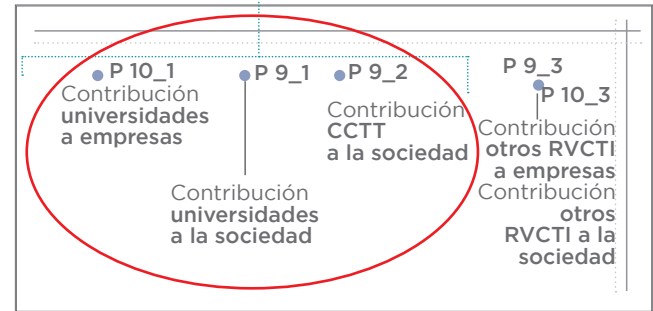 P 10_1
Contribución
universidades
a empresas
P 9_1
Contribución
universidades
a la sociedad
P 9_2
Contribución
CCTT
a la sociedad
P 9_3
P 10_3
Contribución
otros RVCTI
a empresas
Contribución
otros
RVCTI a la
sociedad